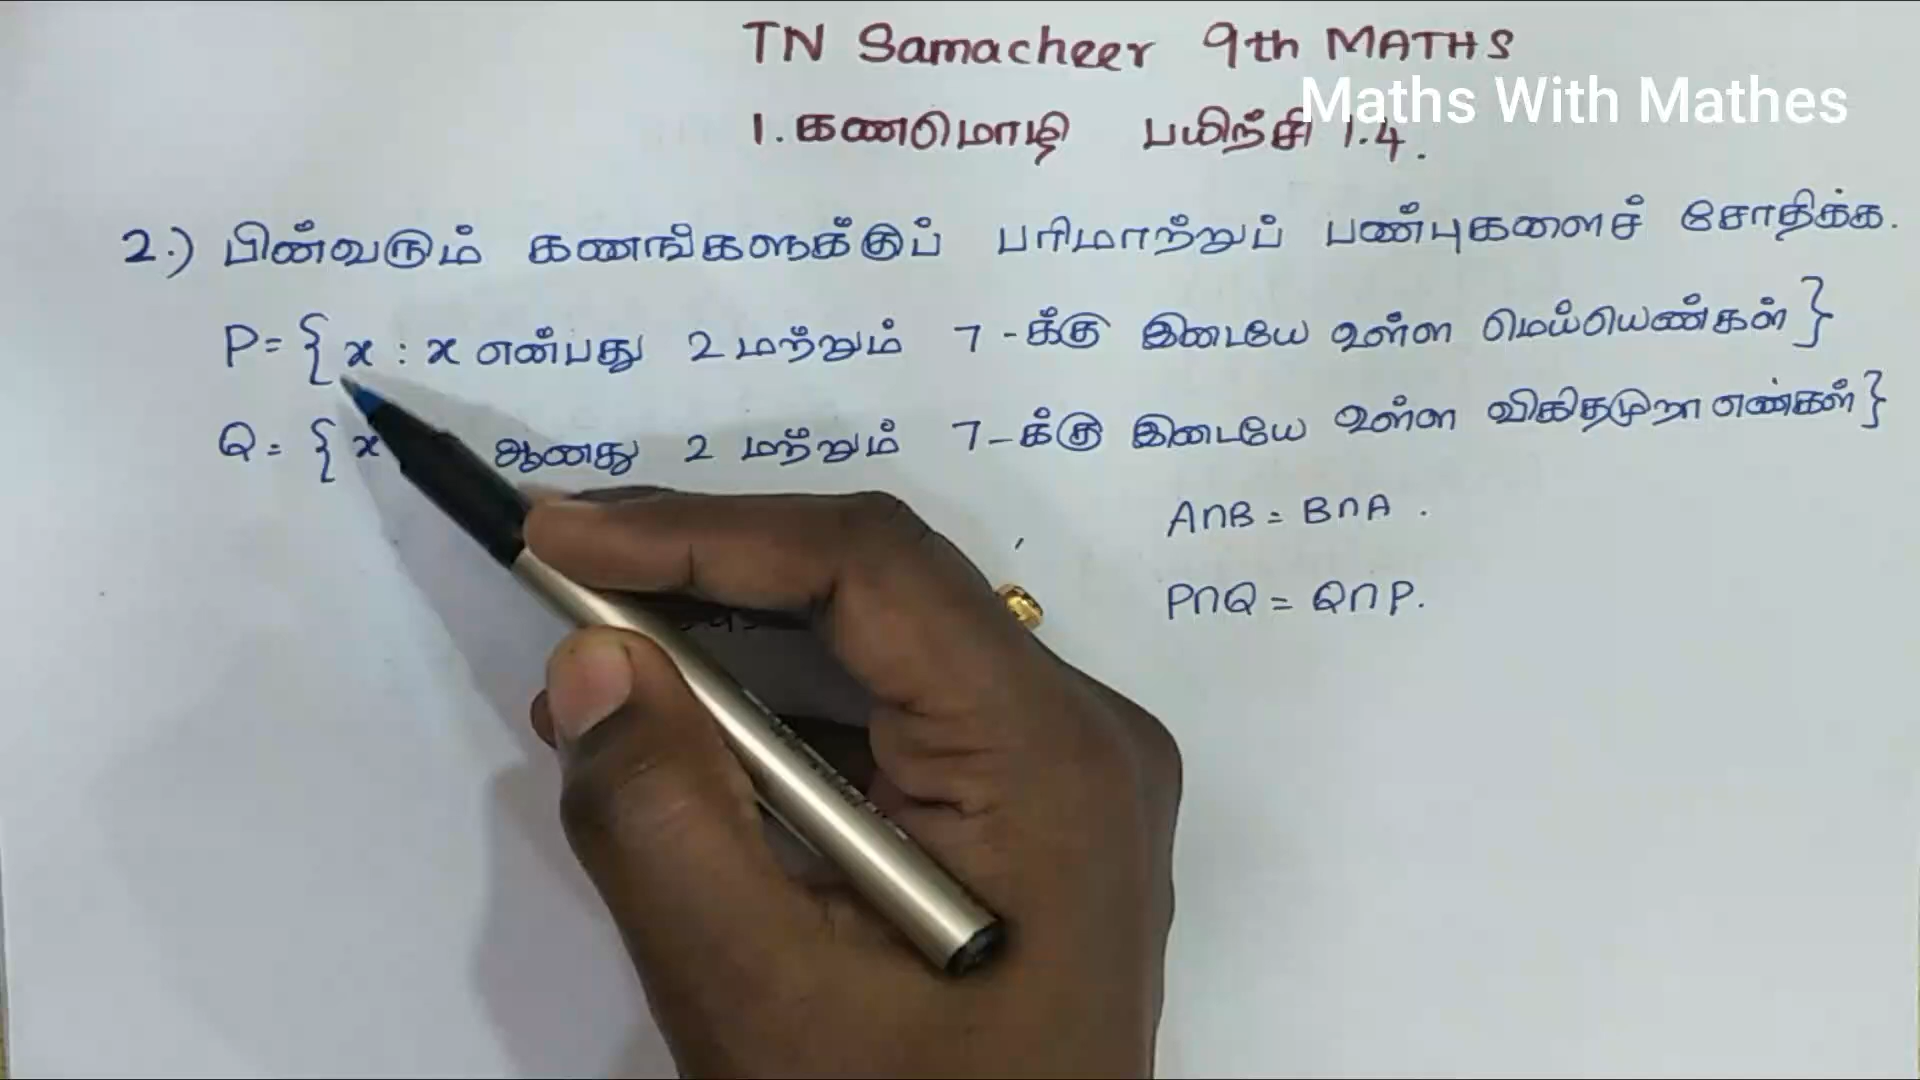 TN Samacheer 9th MATHS
Maths With Mathes
1. கணமொழி பயிற்சி 1.4.
2.) பின்வரும் கணங்களுக்குப் பரிமாற்றுப் பண்புகளைச் சோதிக்க.
P = { x : x என்பது 2 மற்றும் 7 - க்கு இடையே உள்ள மெய்யெண்கள் }
Q = { x ஆனது 2 மற்றும் 7 - க்கு இடையே உள்ள விகிதமுறா எண்கள் }
A∩B = B∩A .
P∩Q = Q∩P.